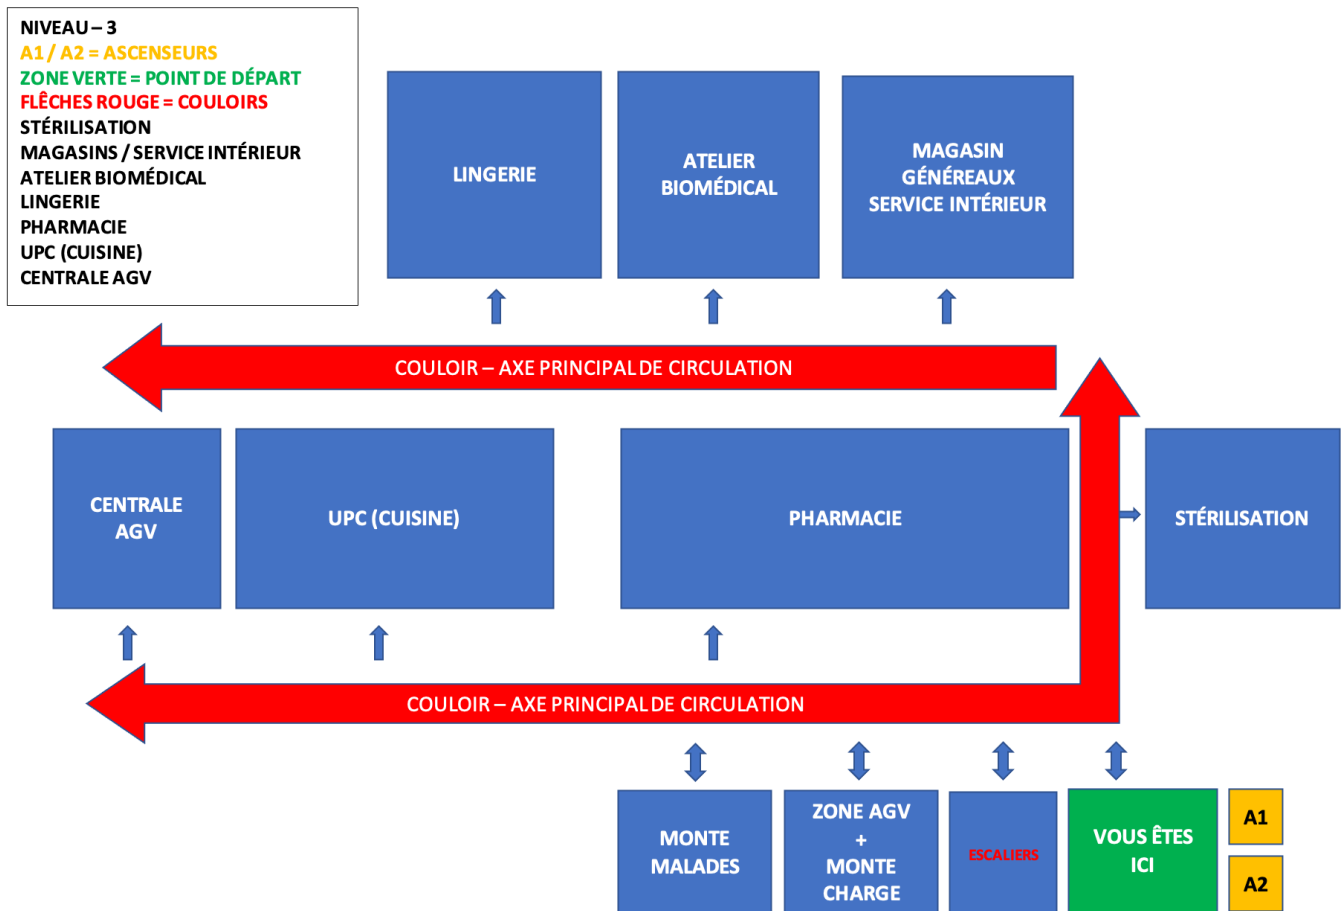 NIVEAU – 3
A1 / A2 = ASCENSEURS
ZONE VERTE = POINT DE DÉPART
FLÊCHES ROUGE = COULOIRS
STÉRILISATION
MAGASINS / SERVICE INTÉRIEUR
ATELIER BIOMÉDICAL
LINGERIE
PHARMACIE
UPC (CUISINE)
CENTRALE AGV
LINGERIE
ATELIER
BIOMÉDICAL
MAGASIN
GÉNÉREAUX
SERVICE INTÉRIEUR
COULOIR – AXE PRINCIPAL DE CIRCULATION
CENTRALE
AGV
UPC (CUISINE)
PHARMACIE
STÉRILISATION
COULOIR – AXE PRINCIPAL DE CIRCULATION
MONTE
MALADES
ZONE AGV
+
MONTE
CHARGE
ESCALIERS
VOUS ÊTES
ICI
A1
A2